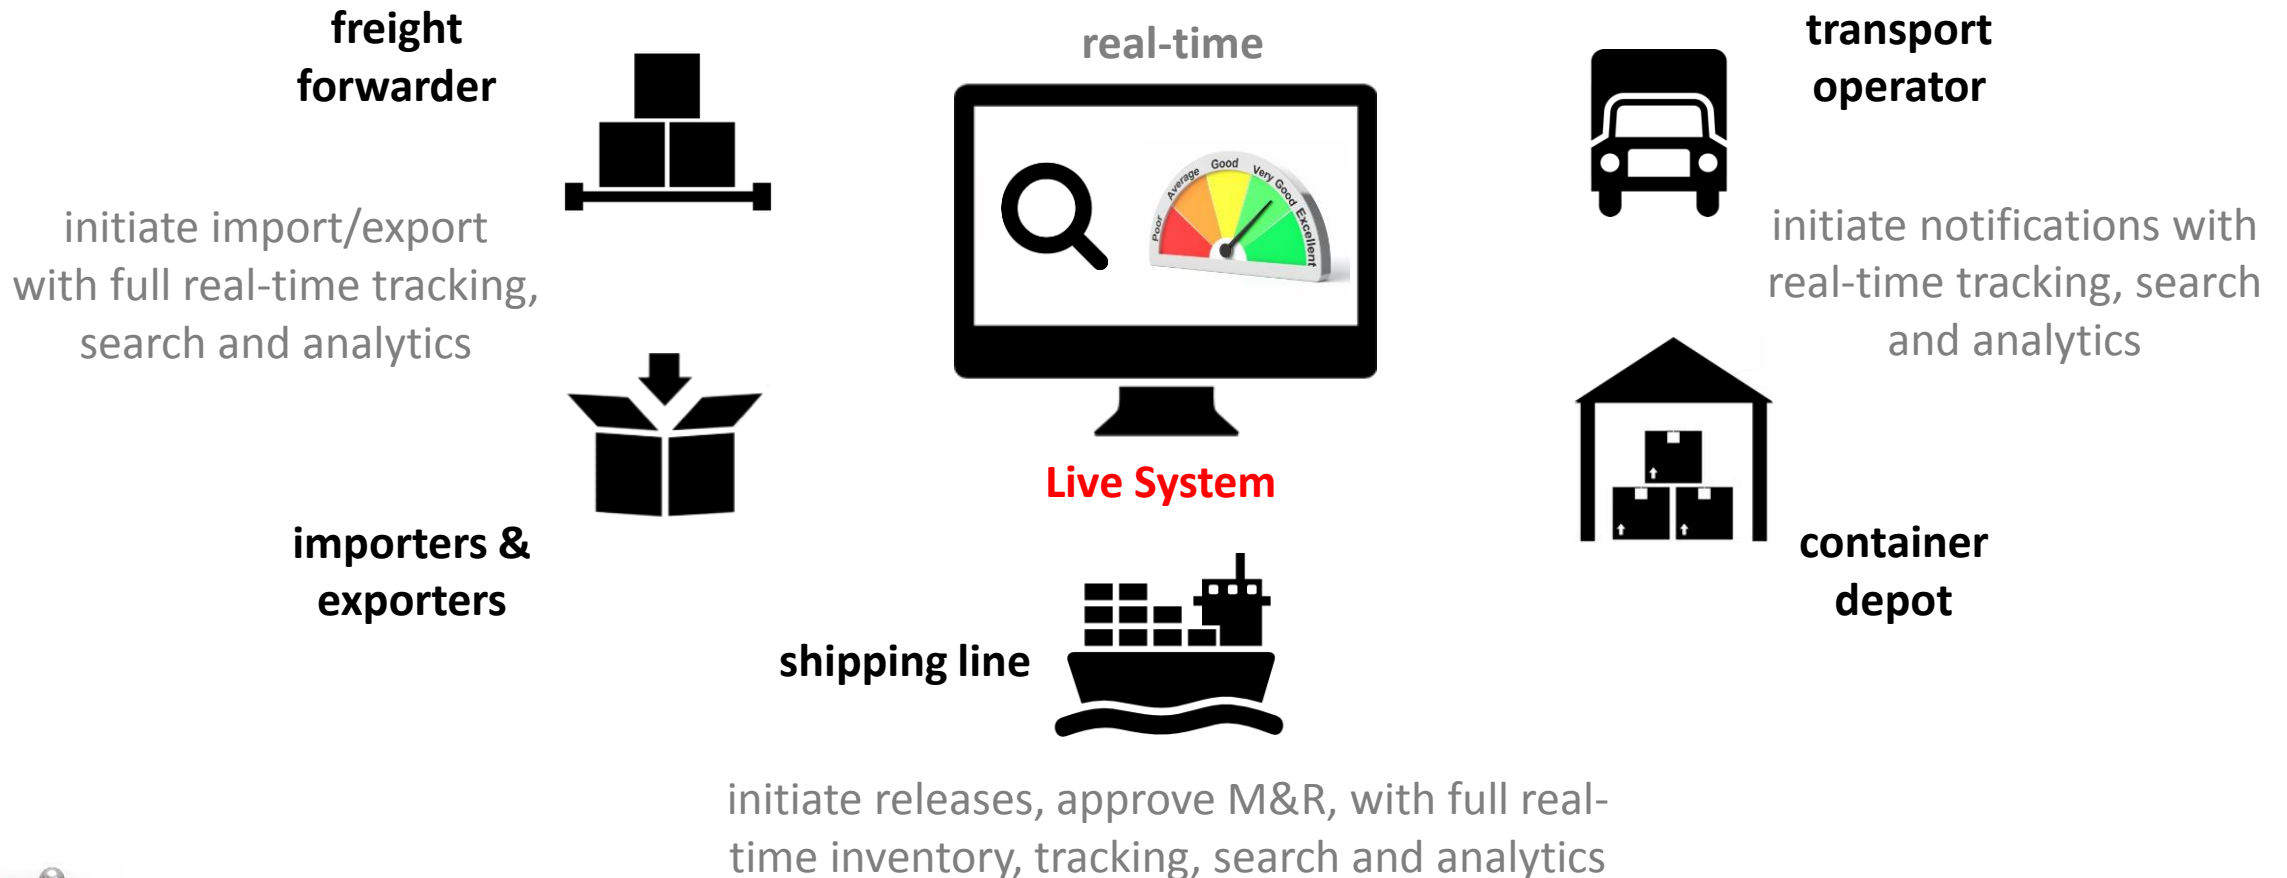 freight
forwarder
initiate import/export
with full real-time tracking,
search and analytics
importers &
exporters
real-time
Poor
Average
Good
Very Good
Excellent
Live System
shipping line
initiate releases, approve M&R, with full real-
time inventory, tracking, search and analytics
transport
operator
initiate notifications with
real-time tracking, search
and analytics
container
depot